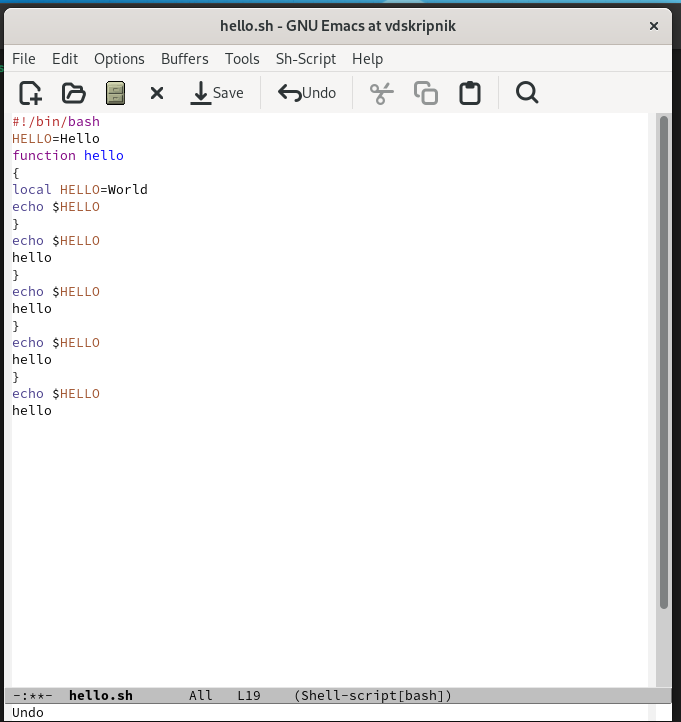 hello.sh - GNU Emacs at vdskripnik
File Edit Options Buffers Tools Sh-Script Help
Save Undo
#!/bin/bash
HELLO=Hello
function hello
{
local HELLO=World
echo $HELLO
}
echo $HELLO
hello
}
echo $HELLO
hello
}
echo $HELLO
hello
}
echo $HELLO
hello
-:**- hello.sh All L19 (Shell-script[bash])
Undo